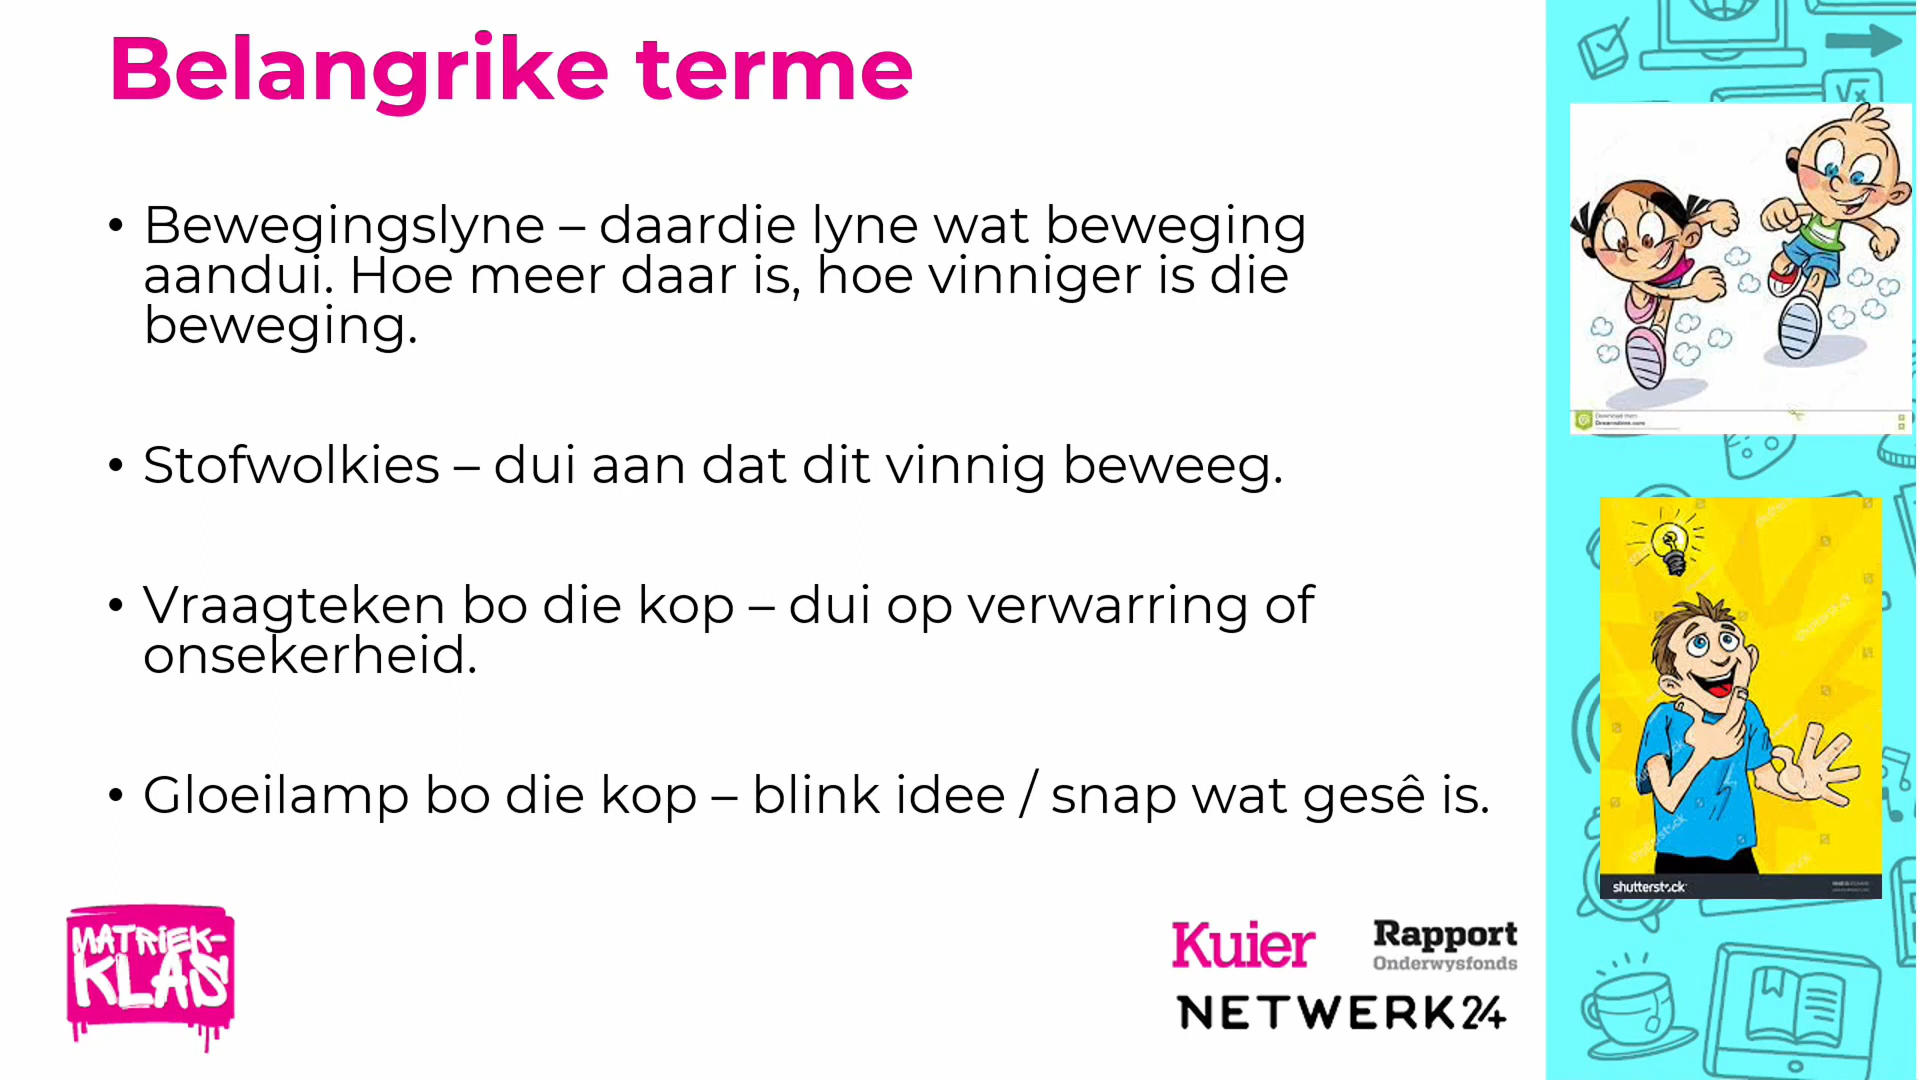 Belangrike terme
• Bewegingslyne – daardie lyne wat beweging
aandui. Hoe meer daar is, hoe vinniger is die
beweging.
• Stofwolkies – dui aan dat dit vinnig beweeg.
• Vraagteken bo die kop – dui op verwarring of
onsekerheid.
• Gloeilamp bo die kop – blink idee / snap wat gesê is.
MATRIEK-
KLAS
Kuier
Rapport
Onderwysfonds
NETWERK24
√x
Dreamstime.com
shutterstock